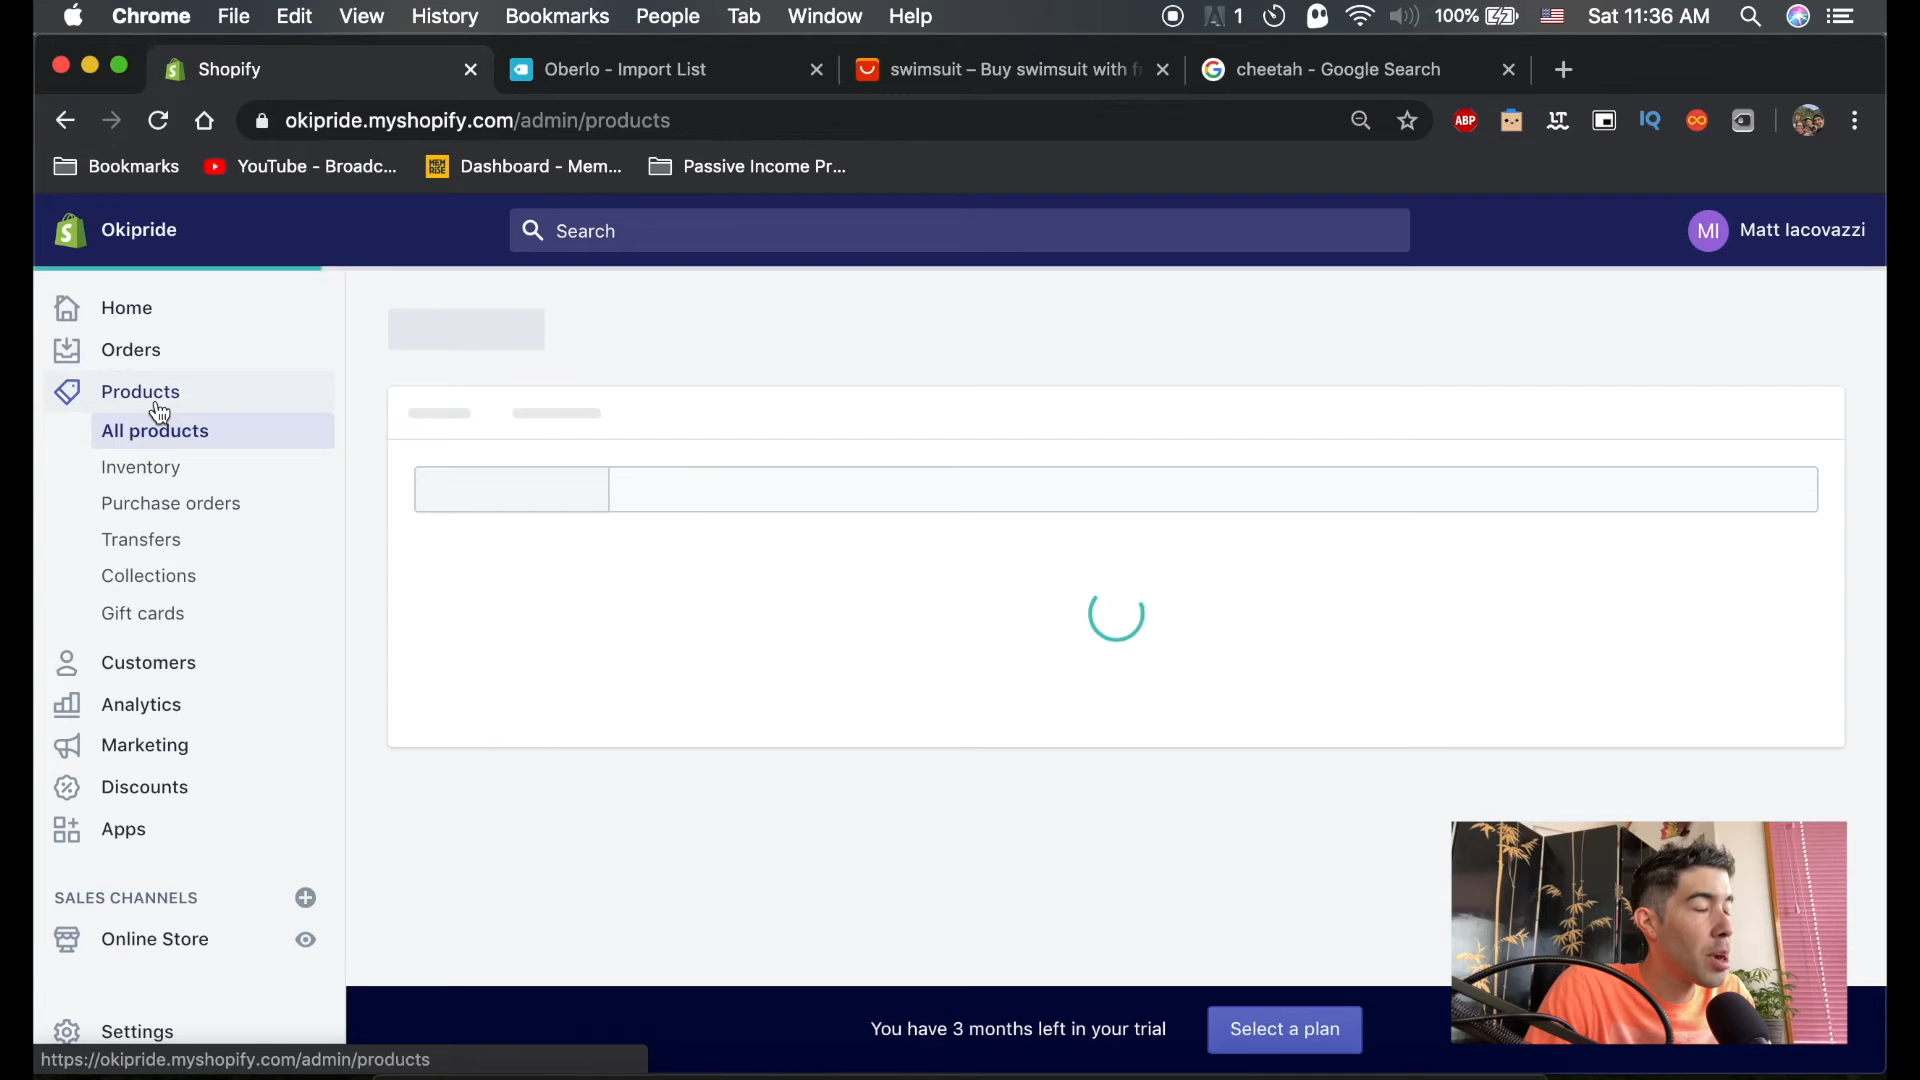 Chrome File Edit View History Bookmarks People Tab Window Help 1 100% Sat 11:36 AM
Shopify Oberlo - Import List swimsuit – Buy swimsuit with f cheetah - Google Search
okipride.myshopify.com/admin/products ABP IQ
Bookmarks YouTube - Broadc... MEM RISE Dashboard - Mem... Passive Income Pr...
Okipride Search MI Matt Iacovazzi
Home
Orders
Products
All products
Inventory
Purchase orders
Transfers
Collections
Gift cards
Customers
Analytics
Marketing
Discounts
Apps
SALES CHANNELS
Online Store
Settings
You have 3 months left in your trial Select a plan
https://okipride.myshopify.com/admin/products